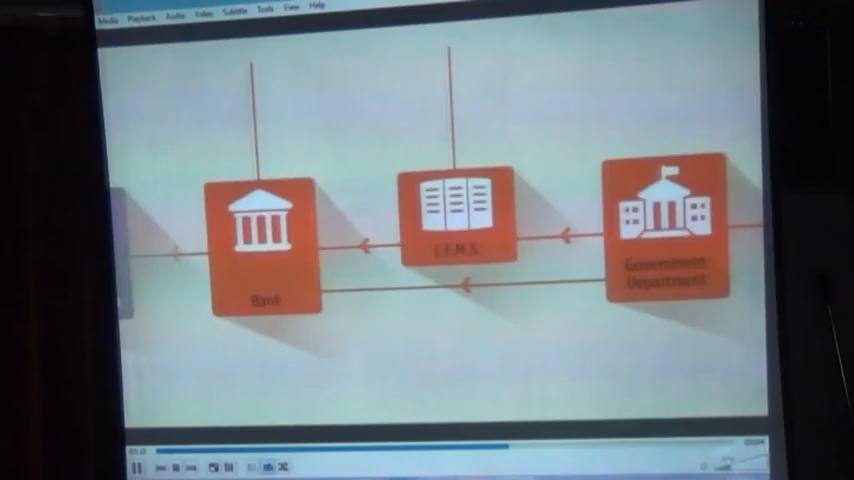 Media Playback Audio Video Subtitle Tools View Help
Bank
I.F.M.S.
Government
Department